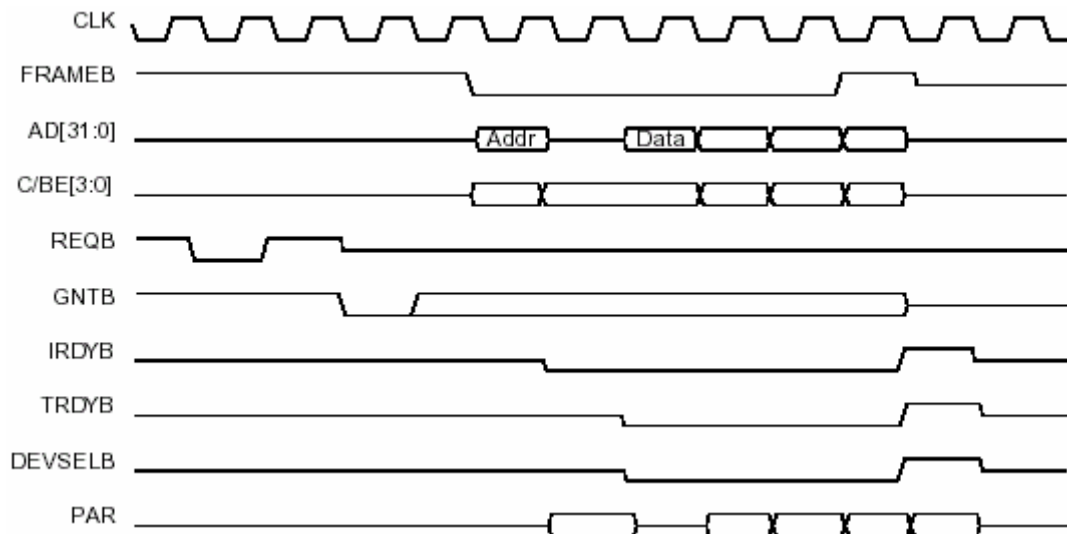 CLK
FRAMEB
AD[31:0]
Addr
Data
C/BE[3:0]
REQB
GNTB
IRDYB
TRDYB
DEVSELB
PAR